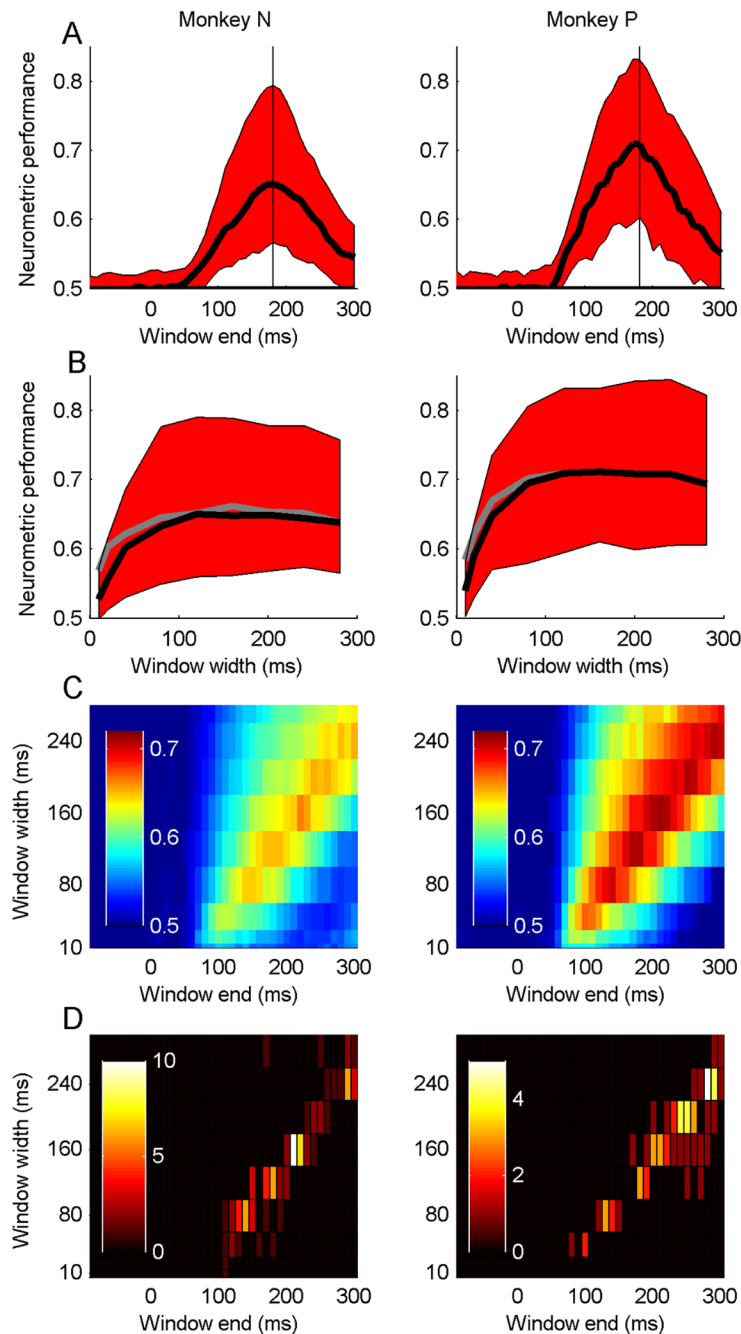 Monkey N Monkey P
A
Neurometric performance
0.8 0.8
0.7 0.7
0.6 0.6
0.5 0.5
0 100 200 300 0 100 200 300
Window end (ms) Window end (ms)
B
Neurometric performance
0.8 0.8
0.7 0.7
0.6 0.6
0.5 0.5
0 100 200 300 0 100 200 300
Window width (ms) Window width (ms)
C
Window width (ms)
240 0.7 240 0.7
160 0.6 160 0.6
80 80
10 0.5 10 0.5
0 100 200 300 0 100 200 300
Window end (ms) Window end (ms)
D
Window width (ms)
240 10 240 4
160 5 160 2
80 80
10 0 10 0
0 100 200 300 0 100 200 300
Window end (ms) Window end (ms)